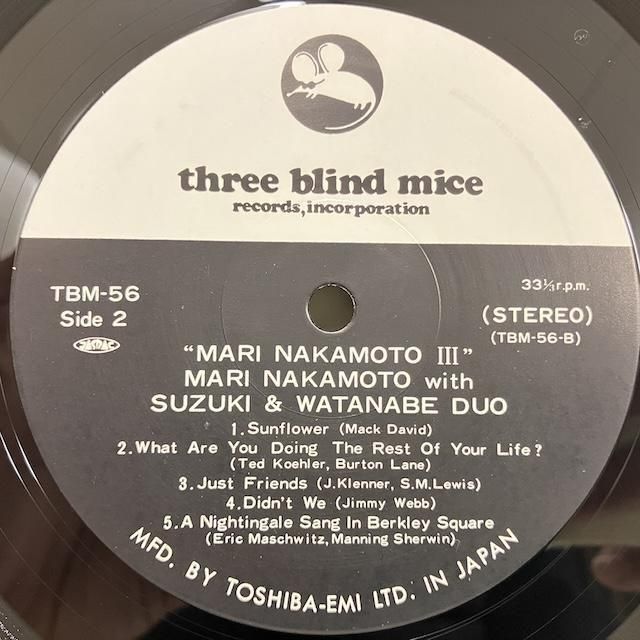 three blind mice
records, incorporation
TBM-56
Side 2
JASRAC
33⅓ r.p.m.
(STEREO)
(TBM-56-B)
"MARI NAKAMOTO III"
MARI NAKAMOTO with
SUZUKI & WATANABE DUO
1. Sunflower (Mack David)
2. What Are You Doing The Rest Of Your Life?
(Ted Koehler, Burton Lane)
3. Just Friends (J. Klenner, S.M. Lewis)
4. Didn't We (Jimmy Webb)
5. A Nightingale Sang In Berkley Square
(Eric Maschwitz, Manning Sherwin)
MFD. BY TOSHIBA-EMI LTD. IN JAPAN